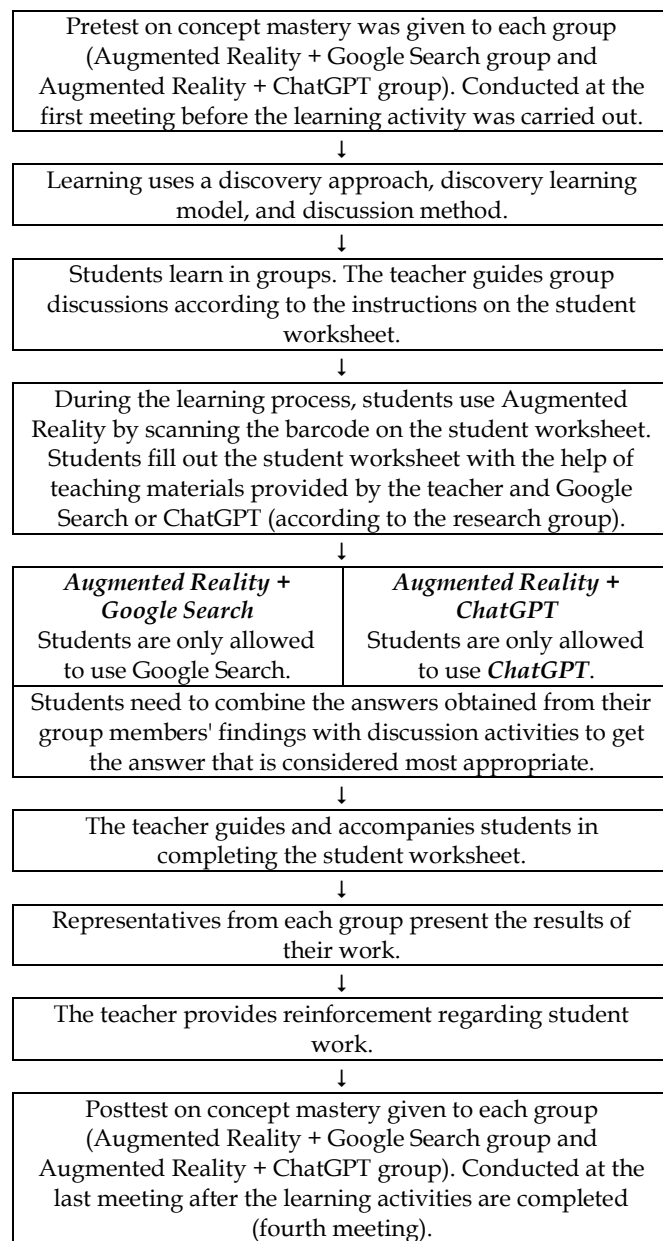 Pretest on concept mastery was given to each group
(Augmented Reality + Google Search group and
Augmented Reality + ChatGPT group). Conducted at the
first meeting before the learning activity was carried out.
↓
Learning uses a discovery approach, discovery learning
model, and discussion method.
↓
Students learn in groups. The teacher guides group
discussions according to the instructions on the student
worksheet.
↓
During the learning process, students use Augmented
Reality by scanning the barcode on the student worksheet.
Students fill out the student worksheet with the help of
teaching materials provided by the teacher and Google
Search or ChatGPT (according to the research group).
↓
Augmented Reality +
Google Search
Students are only allowed
to use Google Search.
Augmented Reality +
ChatGPT
Students are only allowed
to use ChatGPT.
Students need to combine the answers obtained from their
group members' findings with discussion activities to get
the answer that is considered most appropriate.
↓
The teacher guides and accompanies students in
completing the student worksheet.
↓
Representatives from each group present the results of
their work.
↓
The teacher provides reinforcement regarding student
work.
↓
Posttest on concept mastery given to each group
(Augmented Reality + Google Search group and
Augmented Reality + ChatGPT group). Conducted at the
last meeting after the learning activities are completed
(fourth meeting).